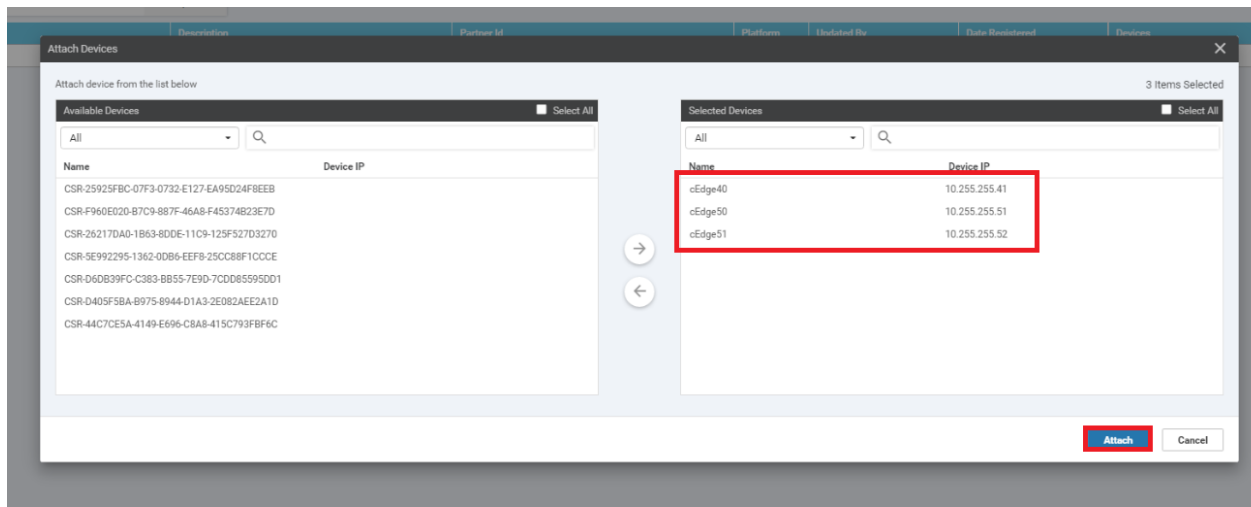 Description Partner Id Platform Updated By Date Registered Devices
Attach Devices
Attach device from the list below 3 Items Selected
Available Devices Select All
All
Name Device IP
CSR-25925FBC-07F3-0732-E127-EA95D24F8EEB
CSR-F960E020-B7C9-887F-46A8-F45374B23E7D
CSR-26217DA0-1B63-8DDE-11C9-125F527D3270
CSR-5E992295-1362-0DB6-EEF8-25CC88F1CCCE
CSR-D6DB39FC-C383-BB55-7E9D-7CDD85595DD1
CSR-D405F5BA-B975-8944-D1A3-2E082AEE2A1D
CSR-44C7CE5A-4149-E696-C8A8-415C793FBF6C
Selected Devices Select All
All
Name Device IP
cEdge40 10.255.255.41
cEdge50 10.255.255.51
cEdge51 10.255.255.52
Attach Cancel